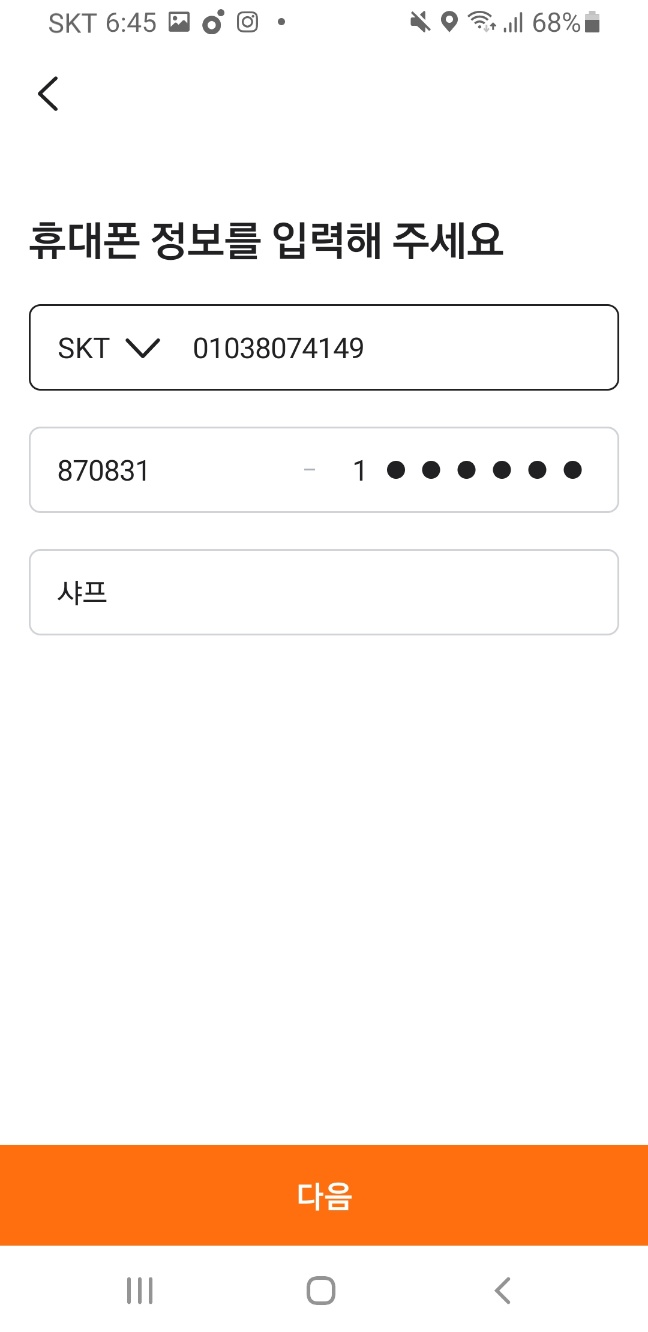 SKT 6:45 68%
휴대폰 정보를 입력해 주세요
SKT 01038074149
870831 - 1●●●●●●
샤프
다음